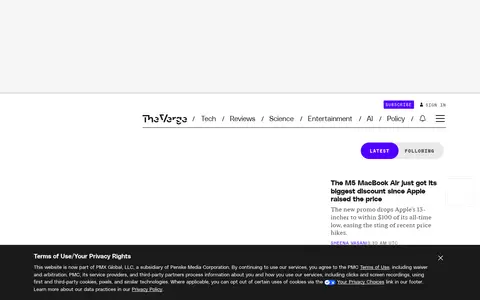 SUBSCRIBE SIGN IN
The Verge / Tech / Reviews / Science / Entertainment / AI / Policy /
LATEST FOLLOWING
The M5 MacBook Air just got its
biggest discount since Apple
raised the price
The new promo drops Apple's 13-
incher to within $100 of its all-time
low, easing the sting of recent
price hikes.
Terms of Use/Your Privacy Rights
This website is now part of PMX Global, LLC, a subsidiary of Penske Media Corporation. By continuing to use our services, you agree to the PMC Terms of Use, including waiver
and arbitration. PMC, its service providers, and third-party partners process information about you and how you use our services, including clicks and screen recordings, using
first and third-party cookies, pixels, and similar technologies. Where applicable, you can opt out of certain uses of cookies via the Your Privacy Choices link in our footer.
Learn more about our data practices in our Privacy Policy.